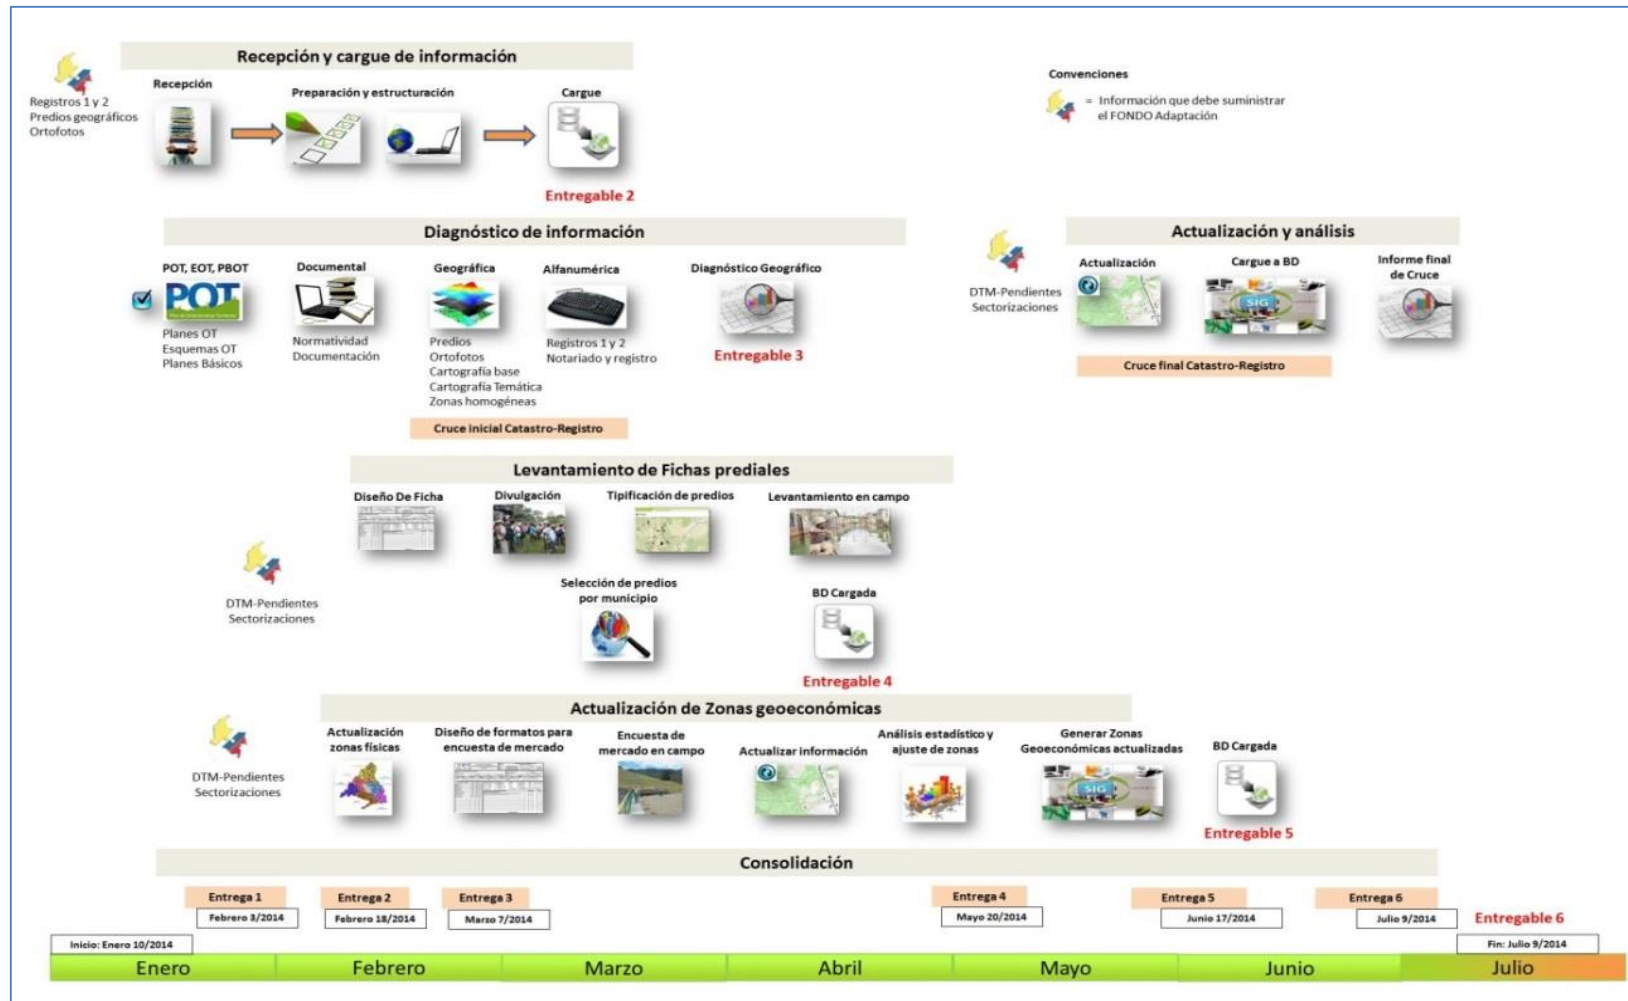 Recepción y cargue de información
Registros 1 y 2
Predios geográficos
Ortofotos
Recepción
Preparación y estructuración
Cargue
Entregable 2
Convenciones
= Información que debe suministrar
el FONDO Adaptación
Diagnóstico de información
POT, EOT, PBOT
POT
Planes OT
Esquemas OT
Planes Básicos
Documental
Normatividad
Documentación
Geográfica
Predios
Ortofotos
Cartografía base
Cartografía Temática
Zonas homogéneas
Alfanumérica
Registros 1 y 2
Notariado y registro
Diagnóstico Geográfico
Entregable 3
Cruce inicial Catastro-Registro
Actualización y análisis
DTM-Pendientes
Sectorizaciones
Actualización
Cargue a BD
SIG
Informe final
de Cruce
Cruce final Catastro-Registro
Levantamiento de Fichas prediales
DTM-Pendientes
Sectorizaciones
Diseño De Ficha
Divulgación
Tipificación de predios
Levantamiento en campo
Selección de predios
por municipio
BD Cargada
Entregable 4
Actualización de Zonas geoeconómicas
DTM-Pendientes
Sectorizaciones
Actualización
zonas físicas
Diseño de formatos para
encuesta de mercado
Encuesta de
mercado en campo
Actualizar información
Análisis estadístico y
ajuste de zonas
Generar Zonas
Geoeconómicas actualizadas
SIG
BD Cargada
Entregable 5
Consolidación
Entrega 1
Febrero 3/2014
Entrega 2
Febrero 18/2014
Entrega 3
Marzo 7/2014
Entrega 4
Mayo 20/2014
Entrega 5
Junio 17/2014
Entrega 6
Julio 9/2014
Entregable 6
Inicio: Enero 10/2014
Fin: Julio 9/2014
Enero
Febrero
Marzo
Abril
Mayo
Junio
Julio